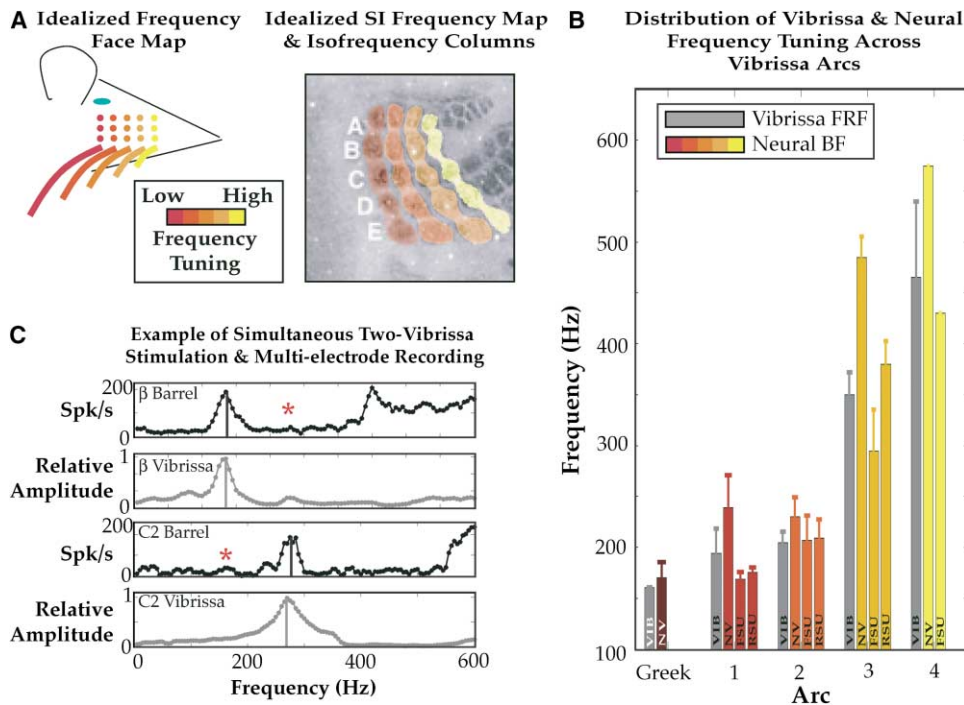 A
Idealized Frequency
Face Map
Low High
Frequency
Tuning
Idealized SI Frequency Map
& Isofrequency Columns
A
B
C
D
E
B
Distribution of Vibrissa & Neural
Frequency Tuning Across
Vibrissa Arcs
Vibrissa FRF
Neural BF
Frequency (Hz)
600
500
400
300
200
100
VIB
NV
VIB
NV
FSU
RSU
VIB
NV
FSU
RSU
VIB
NV
FSU
RSU
VIB
NV
FSU
Greek 1 2 3 4
Arc
C
Example of Simultaneous Two-Vibrissa
Stimulation & Multi-electrode Recording
Spk/s
200
0
β Barrel
*
Relative
Amplitude
1
0
β Vibrissa
Spk/s
200
0
C2 Barrel
*
Relative
Amplitude
1
0
C2 Vibrissa
0 200 400 600
Frequency (Hz)